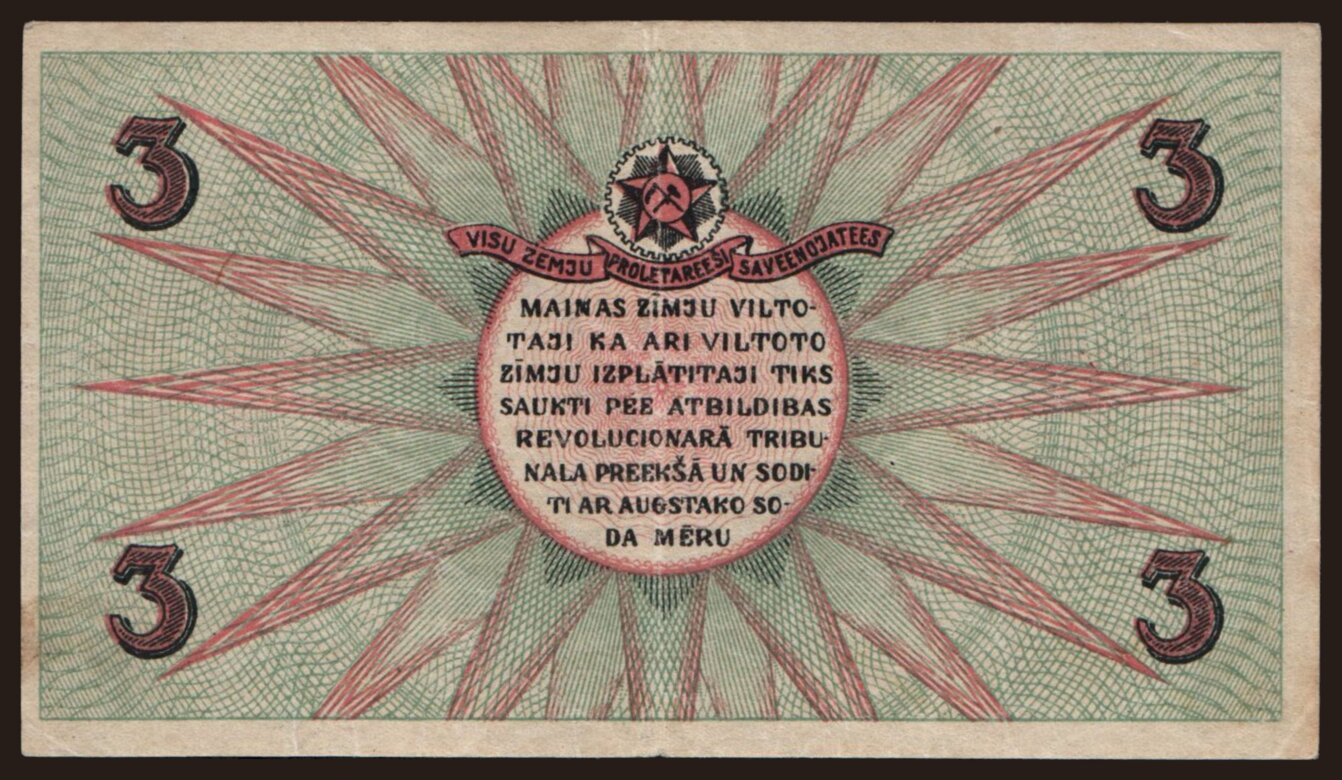 3
3
VISU ZEMJU PROLETAREEŠI SAVEENOJATEES
MAIŅAS ZĪMJU VILTO-
TAJI KA ARI VILTOTO
ZĪMJU IZPLĀTITAJI TIKS
SAUKTI PEE ATBILDIBAS
REVOLUCIONARĀ TRIBU-
NALA PREEKŠĀ UN SODI-
TI AR AUGSTAKO SO-
DA MĒRU
3
3